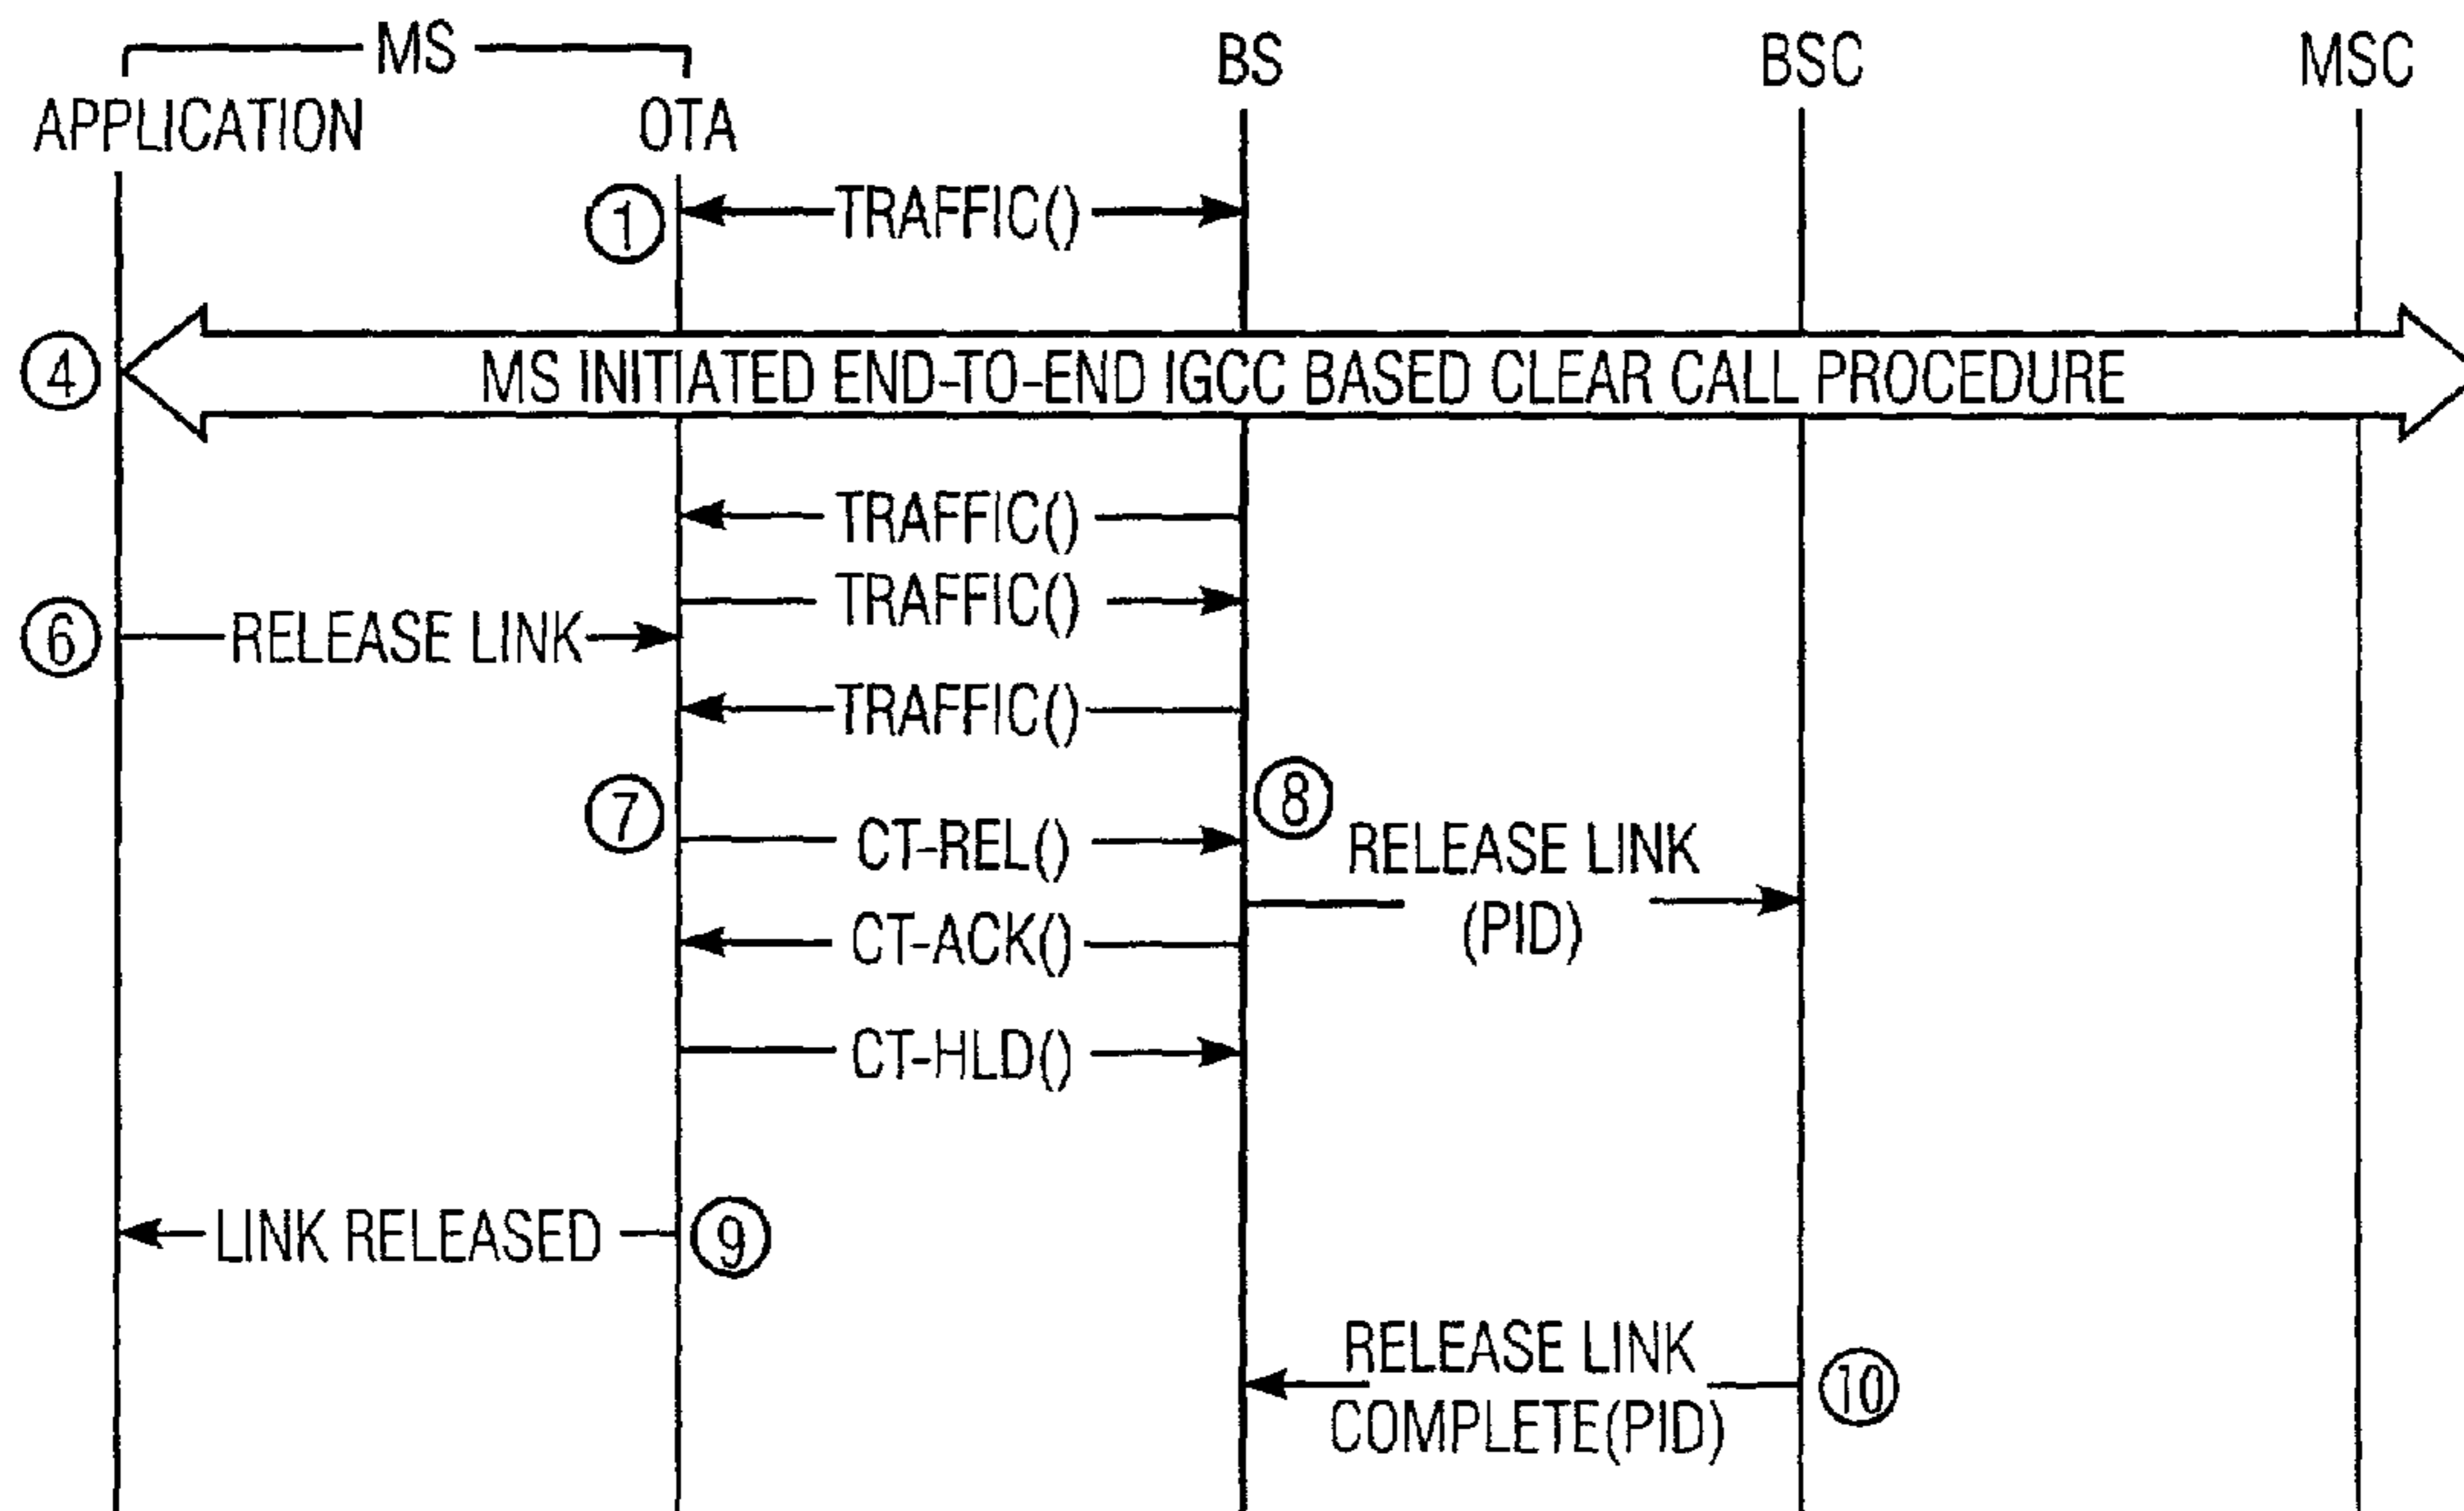 MS BS BSC MSC
APPLICATION OTA
① TRAFFIC()
④ MS INITIATED END-TO-END IGCC BASED CLEAR CALL PROCEDURE
TRAFFIC()
TRAFFIC()
⑥ RELEASE LINK
TRAFFIC()
⑦ ⑧
CT-REL() RELEASE LINK
(PID)
CT-ACK()
CT-HLD()
LINK RELEASED ⑨
RELEASE LINK
COMPLETE(PID) ⑩